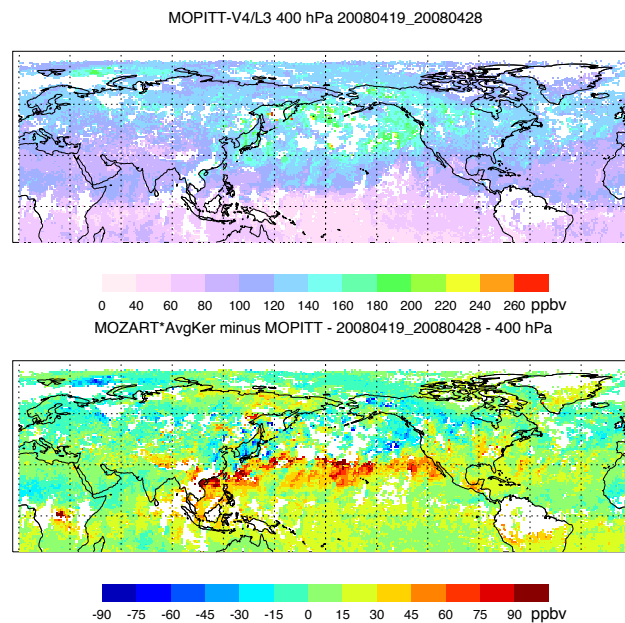 MOPITT-V4/L3 400 hPa 20080419_20080428
0 40 60 80 100 120 140 160 180 200 220 240 260 ppbv
MOZART*AvgKer minus MOPITT - 20080419_20080428 - 400 hPa
-90 -75 -60 -45 -30 -15 0 15 30 45 60 75 90 ppbv